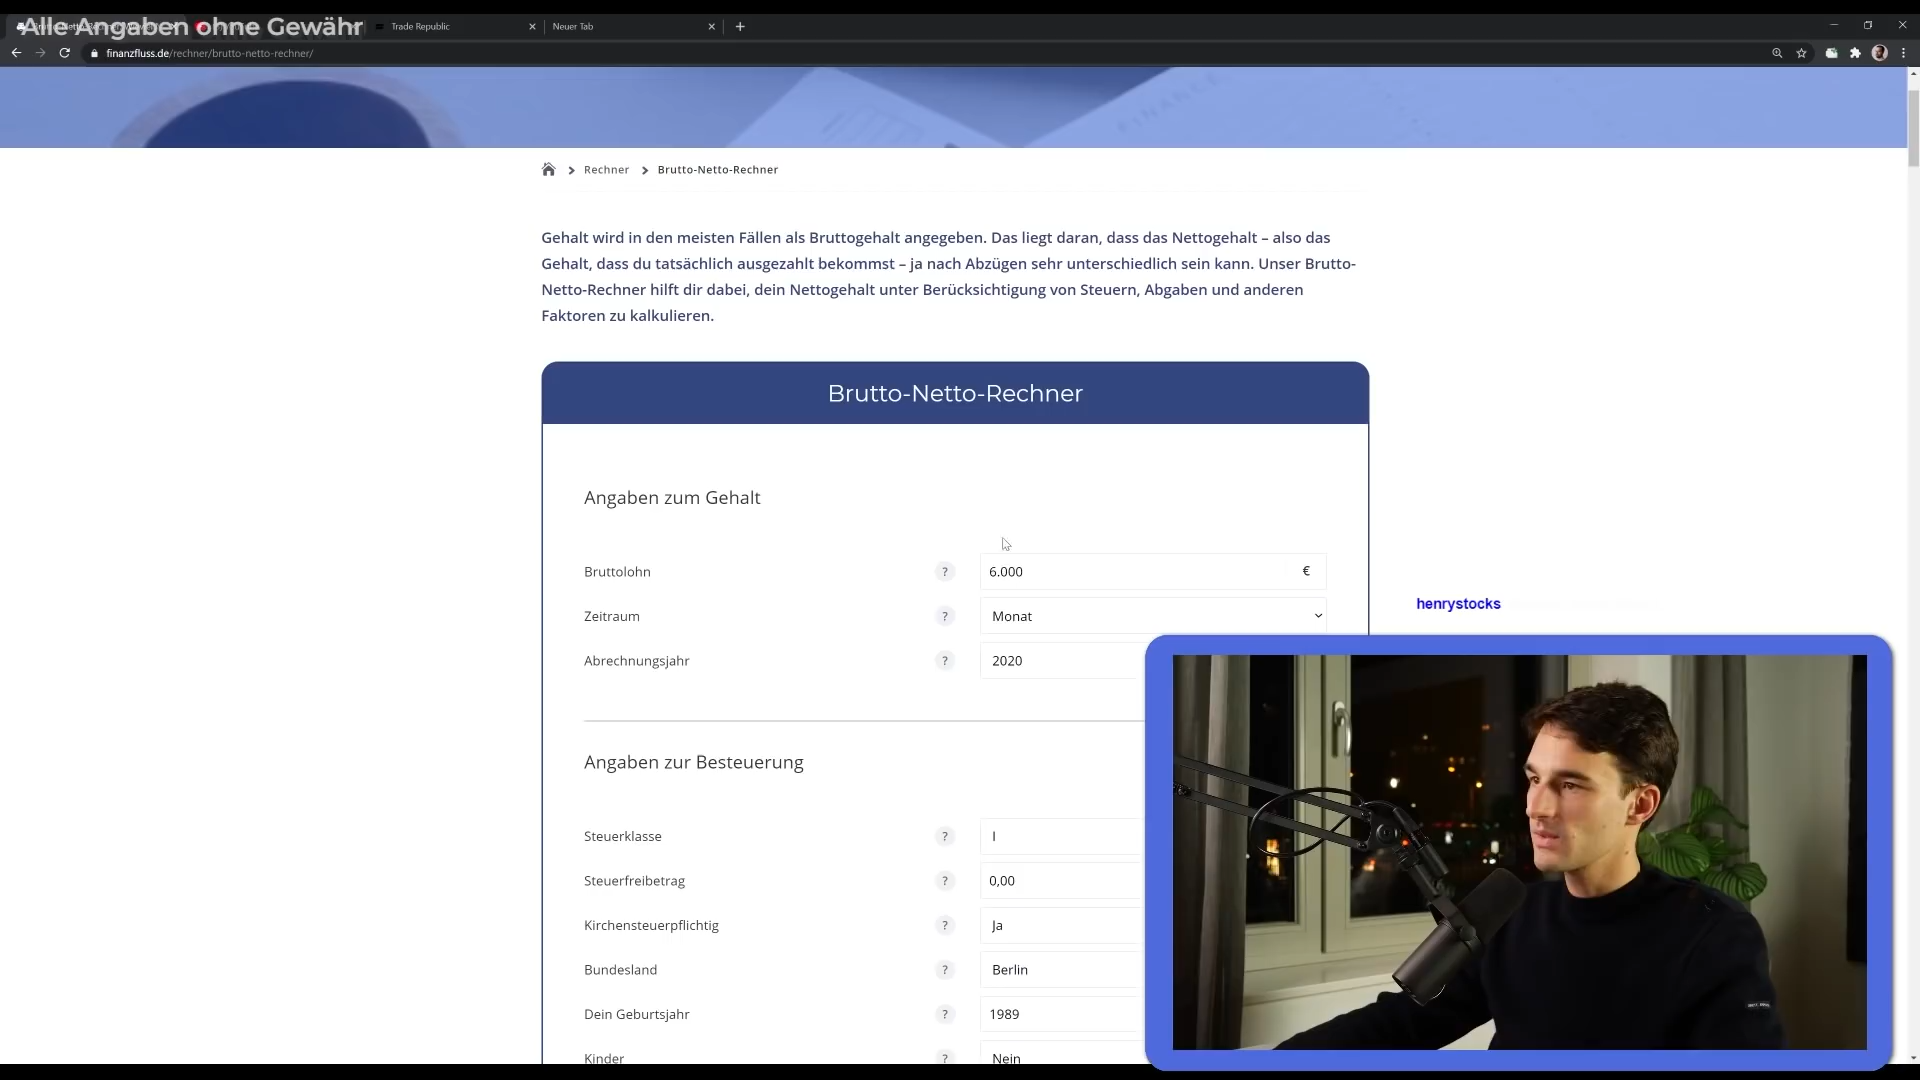 Alle Angaben ohne Gewähr
Trade Republic
Neuer Tab
finanzfluss.de/rechner/brutto-netto-rechner/
FINANCE
Rechner
Brutto-Netto-Rechner
Gehalt wird in den meisten Fällen als Bruttogehalt angegeben. Das liegt daran, dass das Nettogehalt – also das
Gehalt, dass du tatsächlich ausgezahlt bekommst – ja nach Abzügen sehr unterschiedlich sein kann. Unser Brutto-
Netto-Rechner hilft dir dabei, dein Nettogehalt unter Berücksichtigung von Steuern, Abgaben und anderen
Faktoren zu kalkulieren.
Brutto-Netto-Rechner
Angaben zum Gehalt
Bruttolohn ? 6.000 €
Zeitraum ? Monat
henrystocks
Abrechnungsjahr ? 2020
Angaben zur Besteuerung
Steuerklasse ? I
Steuerfreibetrag ? 0,00
Kirchensteuerpflichtig ? Ja
Bundesland ? Berlin
Dein Geburtsjahr ? 1989
Kinder ? Nein